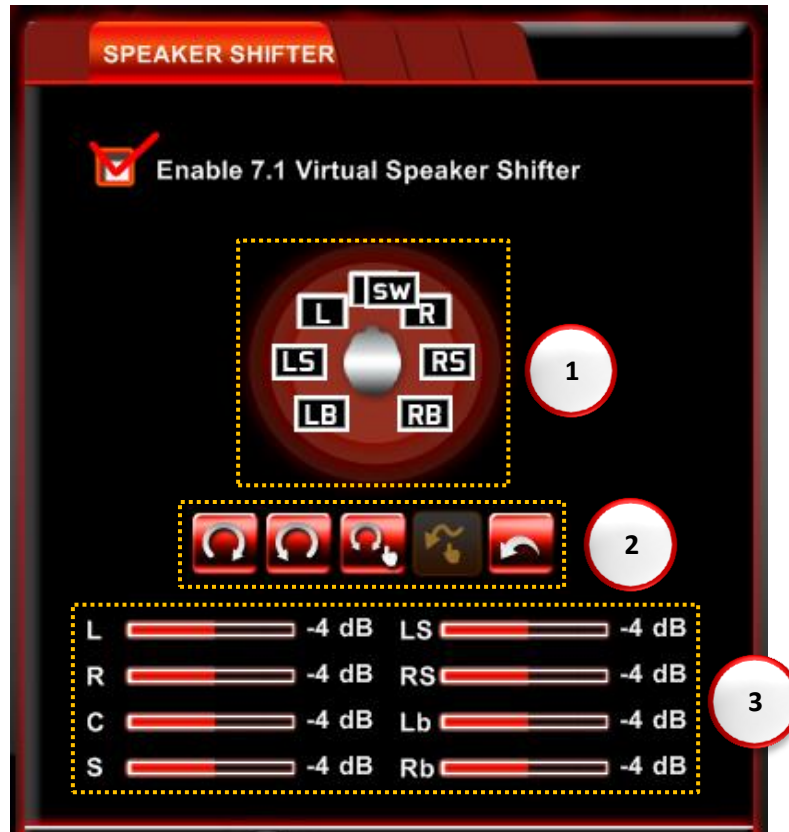 SPEAKER SHIFTER
Enable 7.1 Virtual Speaker Shifter
SW
L
R
LS
RS
1
LB
RB
2
L -4 dB LS -4 dB
R -4 dB RS -4 dB
C -4 dB Lb -4 dB
3
S -4 dB Rb -4 dB